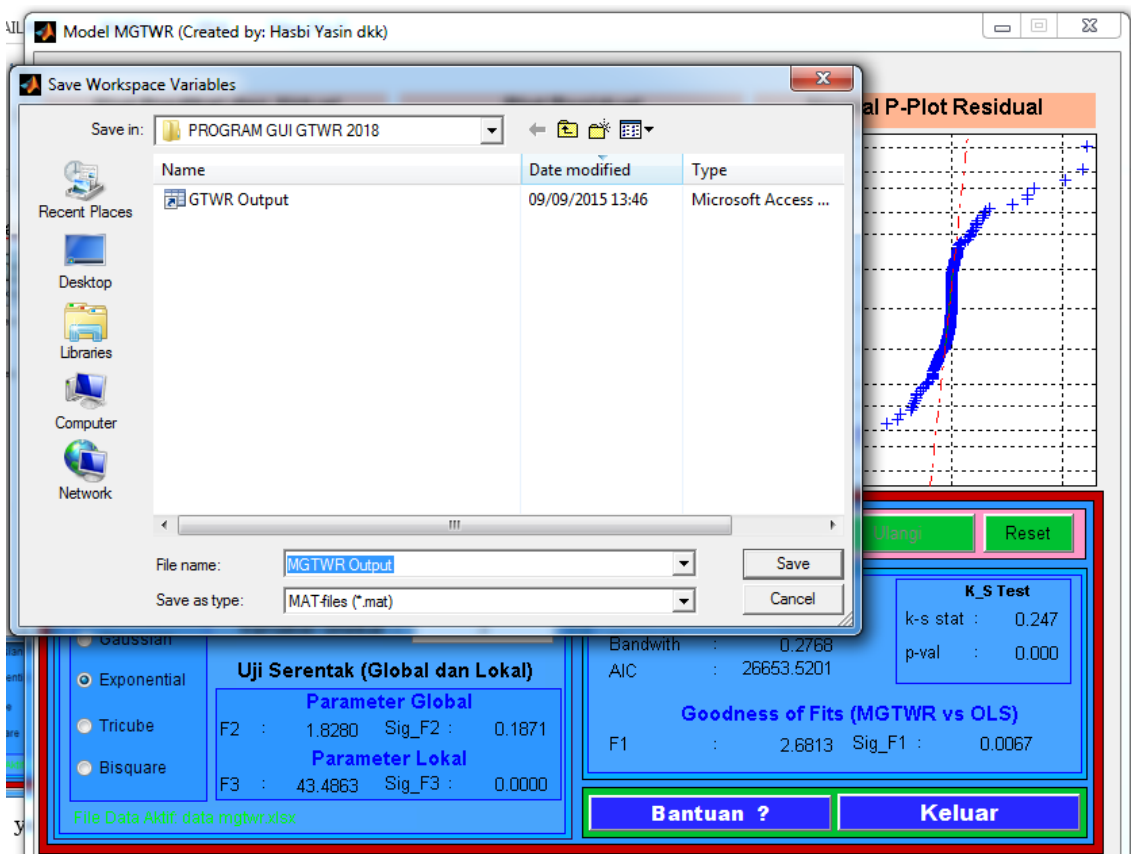 Model MGTWR (Created by: Hasbi Yasin dkk)
Save Workspace Variables
al P-Plot Residual
Save in: PROGRAM GUI GTWR 2018
Name Date modified Type
GTWR Output 09/09/2015 13:46 Microsoft Access ...
Recent Places
Desktop
Libraries
Computer
Network
File name: MGTWR Output Save
Save as type: MAT-files (*.mat) Cancel
Ulangi Reset
K_S Test
k-s stat : 0.247
p-val : 0.000
Gaussian
Exponential
Tricube
Bisquare
Uji Serentak (Global dan Lokal)
Parameter Global
F2 : 1.8280 Sig_F2 : 0.1871
Parameter Lokal
F3 : 43.4863 Sig_F3 : 0.0000
Bandwith : 0.2768
AIC : 26653.5201
Goodness of Fits (MGTWR vs OLS)
F1 : 2.6813 Sig_F1 : 0.0067
File Data Aktif: data mgtwr.xlsx
Bantuan ? Keluar